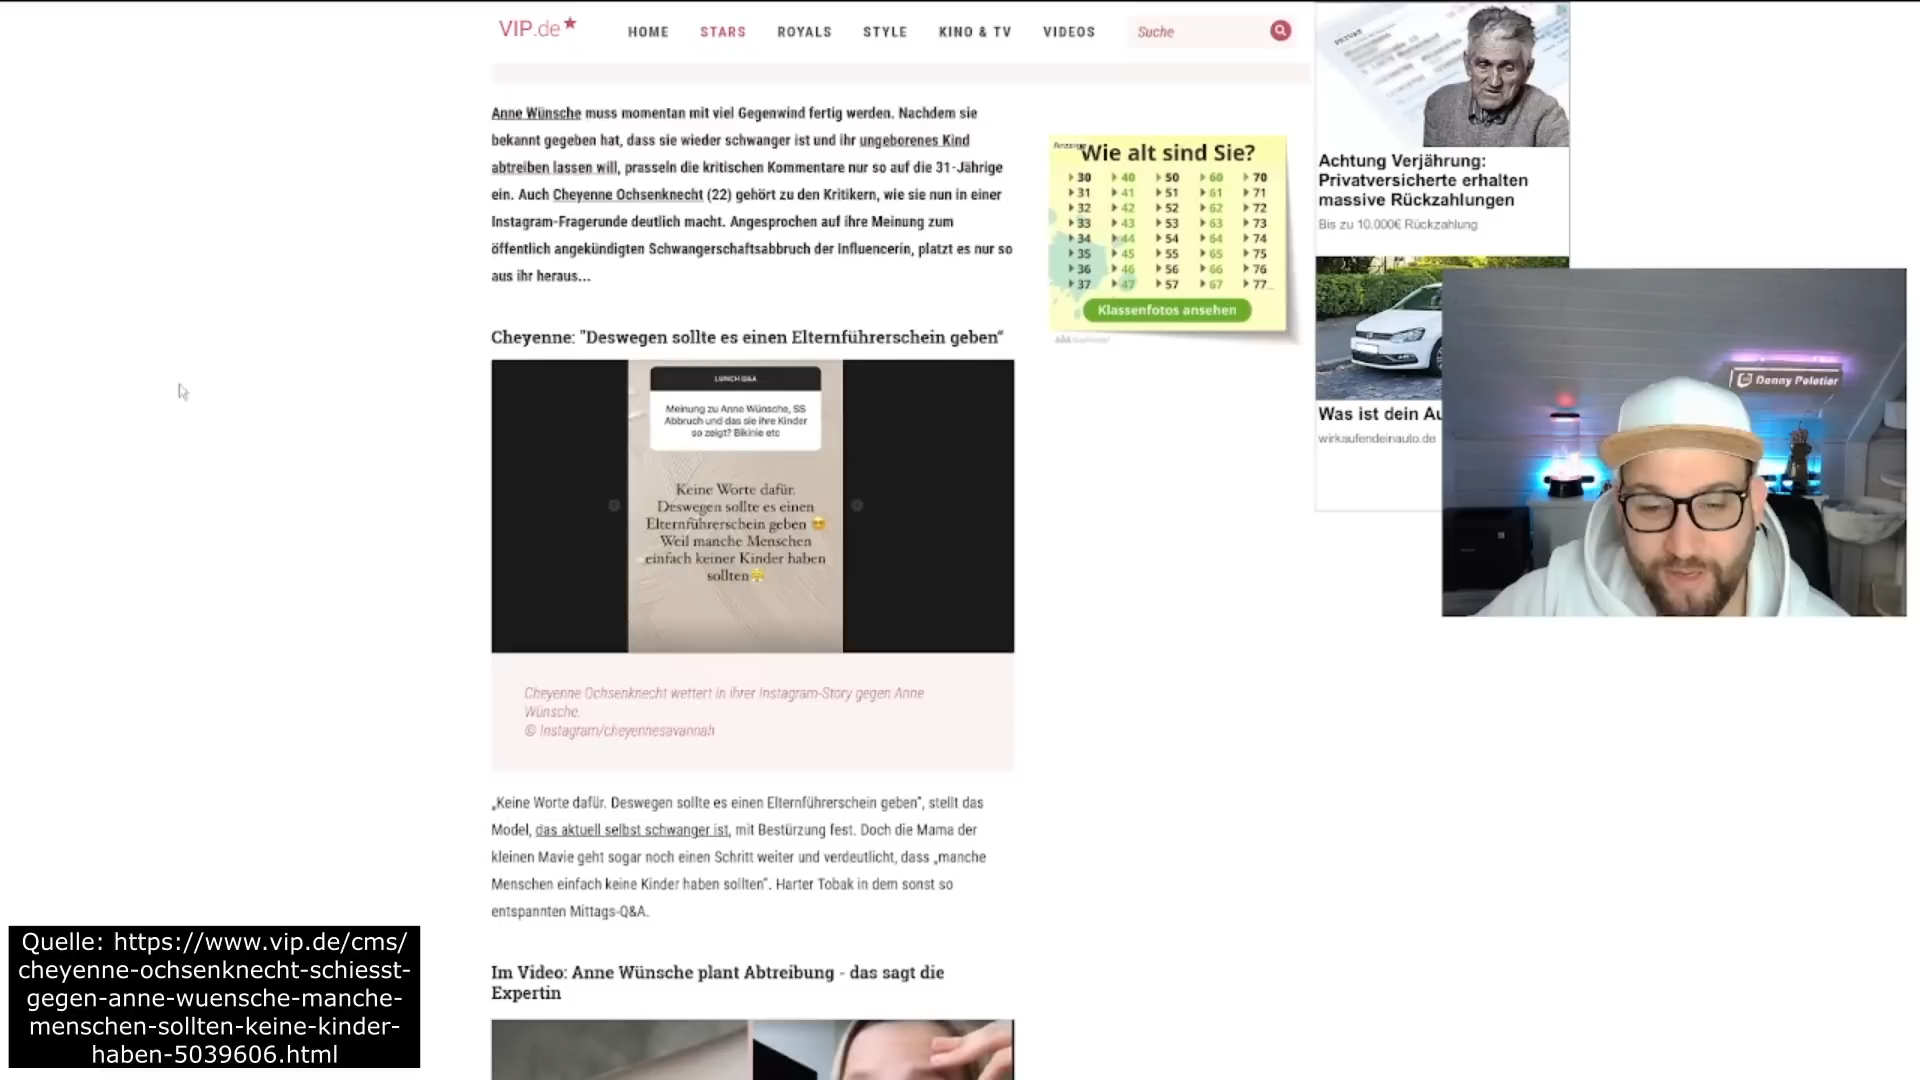 VIP.de
HOME
STARS
ROYALS
STYLE
KINO & TV
VIDEOS
Suche
Anne Wünsche muss momentan mit viel Gegenwind fertig werden. Nachdem sie
bekannt gegeben hat, dass sie wieder schwanger ist und ihr ungeborenes Kind
abtreiben lassen will, prasseln die kritischen Kommentare nur so auf die 31-Jährige
ein. Auch Cheyenne Ochsenknecht (22) gehört zu den Kritikern, wie sie nun in einer
Instagram-Fragerunde deutlich macht. Angesprochen auf ihre Meinung zum
öffentlich angekündigten Schwangerschaftsabbruch der Influencerin, platzt es nur so
aus ihr heraus...
Cheyenne: "Deswegen sollte es einen Elternführerschein geben“
LUNCH Q&A
Meinung zu Anne Wünsche, SS
Abbruch und das sie ihre Kinder
so zeigt? Bikinie etc
Keine Worte dafür.
Deswegen sollte es einen
Elternführerschein geben
Weil manche Menschen
einfach keiner Kinder haben
sollten
Cheyenne Ochsenknecht wettert in ihrer Instagram-Story gegen Anne
Wünsche.
© Instagram/cheyennesavannah
„Keine Worte dafür. Deswegen sollte es einen Elternführerschein geben“, stellt das
Model, das aktuell selbst schwanger ist, mit Bestürzung fest. Doch die Mama der
kleinen Mavie geht sogar noch einen Schritt weiter und verdeutlicht, dass „manche
Menschen einfach keine Kinder haben sollten“. Harter Tobak in dem sonst so
entspannten Mittags-Q&A.
Im Video: Anne Wünsche plant Abtreibung - das sagt die
Expertin
Anzeige
Wie alt sind Sie?
30 40 50 60 70
31 41 51 61 71
32 42 52 62 72
33 43 53 63 73
34 44 54 64 74
35 45 55 65 75
36 46 56 66 76
37 47 57 67 77...
Klassenfotos ansehen
PRIVAT
Achtung Verjährung:
Privatversicherte erhalten
massive Rückzahlungen
Bis zu 10.000€ Rückzahlung
Was ist dein Au
wirkaufendeinauto.de
Danny Peletier
Quelle: https://www.vip.de/cms/
cheyenne-ochsenknecht-schiesst-
gegen-anne-wuensche-manche-
menschen-sollten-keine-kinder-
haben-5039606.html